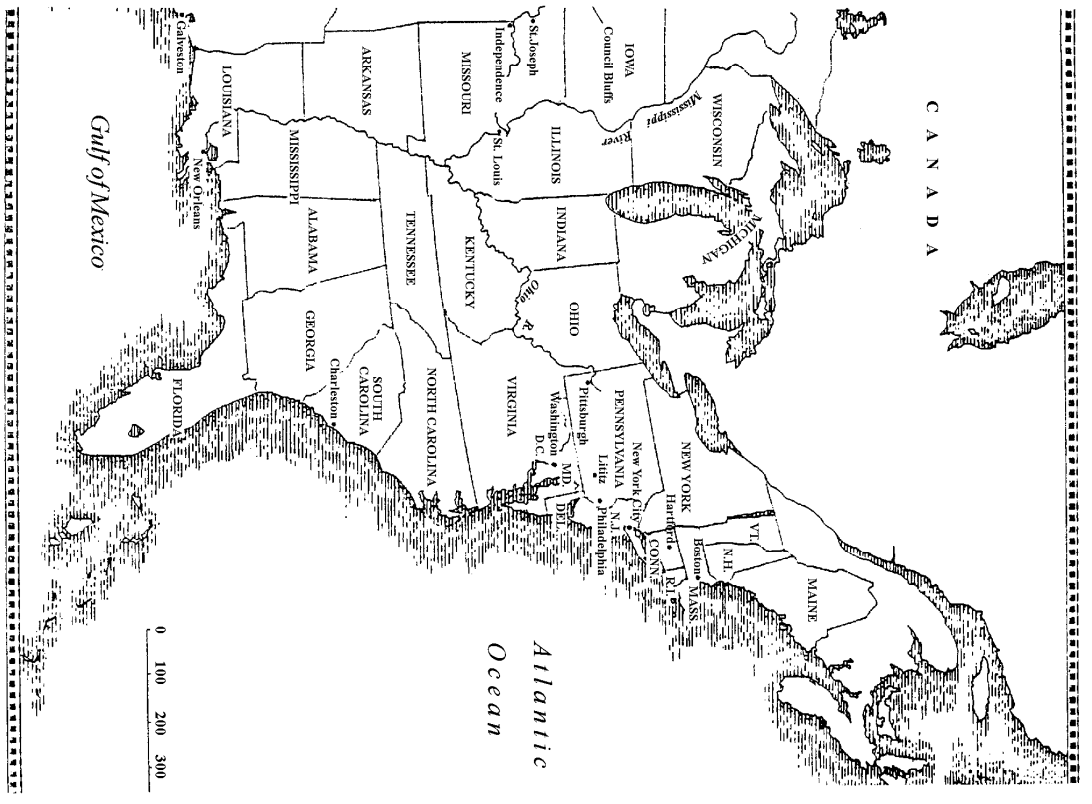 CANADA
WISCONSIN
MICHIGAN
MAINE
VT.
N.H.
NEW YORK
Boston
MASS.
Hartford
CONN.
R.I.
IOWA
Council Bluffs
Mississippi
River
ILLINOIS
INDIANA
OHIO
PENNSYLVANIA
Pittsburgh
Lititz
New York City
N.J.
Philadelphia
St. Joseph
Independence
MISSOURI
St. Louis
Ohio
R.
KENTUCKY
VIRGINIA
Washington
D.C.
MD.
DEL.
ARKANSAS
TENNESSEE
NORTH CAROLINA
SOUTH
CAROLINA
Charleston
MISSISSIPPI
ALABAMA
GEORGIA
LOUISIANA
New Orleans
Galveston
FLORIDA
Gulf of Mexico
Atlantic
Ocean
0 100 200 300